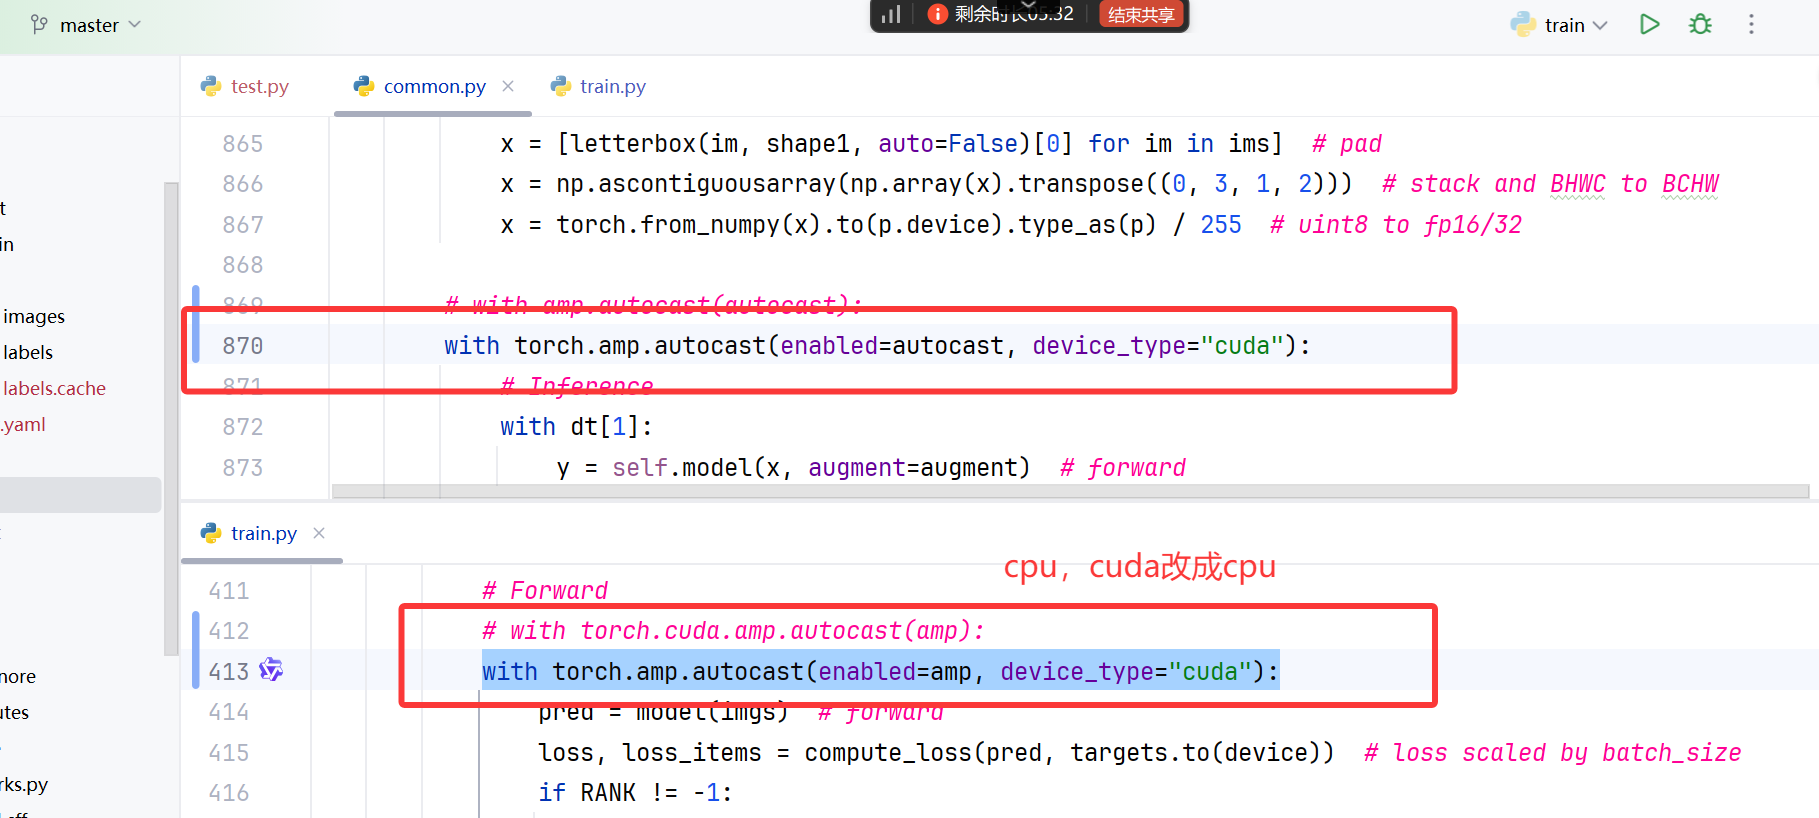 master
剩余时长05:32
结束共享
train
test.py
common.py
train.py
865 x = [letterbox(im, shape1, auto=False)[0] for im in ims]  # pad
866 x = np.ascontiguousarray(np.array(x).transpose((0, 3, 1, 2)))  # stack and BHWC to BCHW
867 x = torch.from_numpy(x).to(p.device).type_as(p) / 255  # uint8 to fp16/32
868
869 # with amp.autocast(autocast):
870 with torch.amp.autocast(enabled=autocast, device_type="cuda"):
871 # Inference
872 with dt[1]:
873 y = self.model(x, augment=augment)  # forward
t
in
images
labels
labels.cache
.yaml
nore
utes
rks.py
train.py
cpu，cuda改成cpu
411 # Forward
412 # with torch.cuda.amp.autocast(amp):
413 with torch.amp.autocast(enabled=amp, device_type="cuda"):
414 pred = model(imgs)  # forward
415 loss, loss_items = compute_loss(pred, targets.to(device))  # loss scaled by batch_size
416 if RANK != -1: